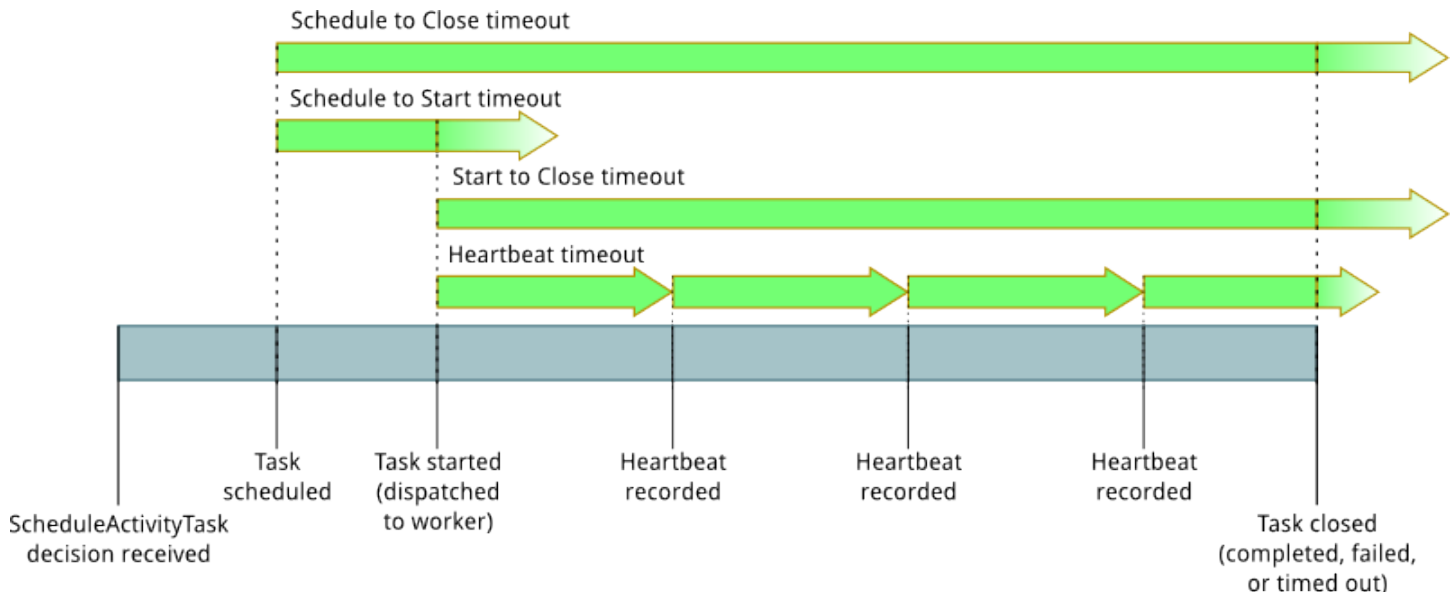 Schedule to Close timeout
Schedule to Start timeout
Start to Close timeout
Heartbeat timeout
Task
scheduled
Task started
(dispatched
to worker)
Heartbeat
recorded
Heartbeat
recorded
Heartbeat
recorded
ScheduleActivityTask
decision received
Task closed
(completed, failed,
or timed out)